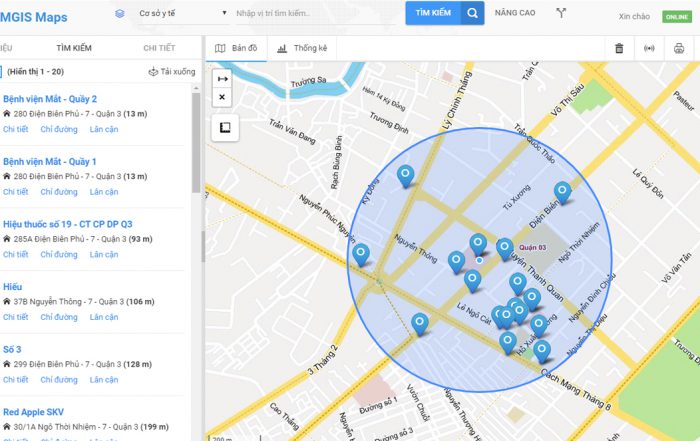 MGIS Maps
Cơ sở y tế
Nhập vị trí tìm kiếm...
TÌM KIẾM
NÂNG CAO
Xin chào
ONLINE
IỆU
TÌM KIẾM
CHI TIẾT
Bản đồ
Thống kê
(Hiển thị 1 - 20)
Tải xuống
Bệnh viện Mắt - Quầy 2
280 Điện Biên Phủ - 7 - Quận 3 (13 m)
Chi tiết Chỉ đường Lân cận
Bệnh viện Mắt - Quầy 1
280 Điện Biên Phủ - 7 - Quận 3 (13 m)
Chi tiết Chỉ đường Lân cận
Hiệu thuốc số 19 - CT CP DP Q3
285A Điện Biên Phủ - 7 - Quận 3 (93 m)
Chi tiết Chỉ đường Lân cận
Hiếu
37B Nguyễn Thông - 7 - Quận 3 (106 m)
Chi tiết Chỉ đường Lân cận
Số 3
299 Điện Biên Phủ - 7 - Quận 3 (128 m)
Chi tiết Chỉ đường Lân cận
Red Apple SKV
30/1A Ngô Thời Nhiệm - 7 - Quận 3 (199 m)
Chi tiết Chỉ đường Lân cận
Trường Sa
Hẻm 14 Kỳ Đồng
Trương Định
Trần Văn Đang
Rạch Bùng Binh
Lý Chính Thắng
Võ Thị Sáu
Pasteur
Trần Quốc Thảo
Lê Quý Đôn
Kỳ Đồng
Tú Xương
Nguyễn Phúc Nguyên
Điện Biên
Nguyễn Thông
Quận 03
Ngô Thời Nhiệm
Võ Văn Tần
Nguyễn Thanh Quan
Lê Ngô Cát
Nguyễn Đình Chiểu
Nguyễn Thị Diệu
Hồ Xuân Hương
3 Tháng 2
Cách Mạng Tháng 8
Đường số 1
Đường số 3
Vườn Chuối
Cao Thắng
Nguyễn Thượng
200 m